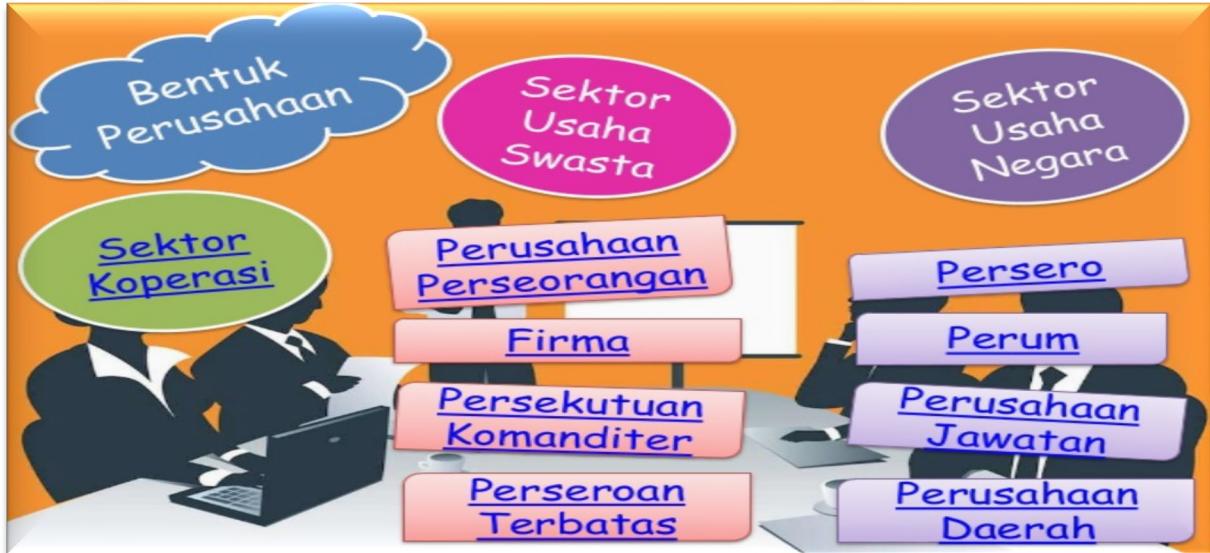 Bentuk
Perusahaan
Sektor
Koperasi
Sektor
Usaha
Swasta
Perusahaan
Perseorangan
Firma
Persekutuan
Komanditer
Perseroan
Terbatas
Sektor
Usaha
Negara
Persero
Perum
Perusahaan
Jawatan
Perusahaan
Daerah